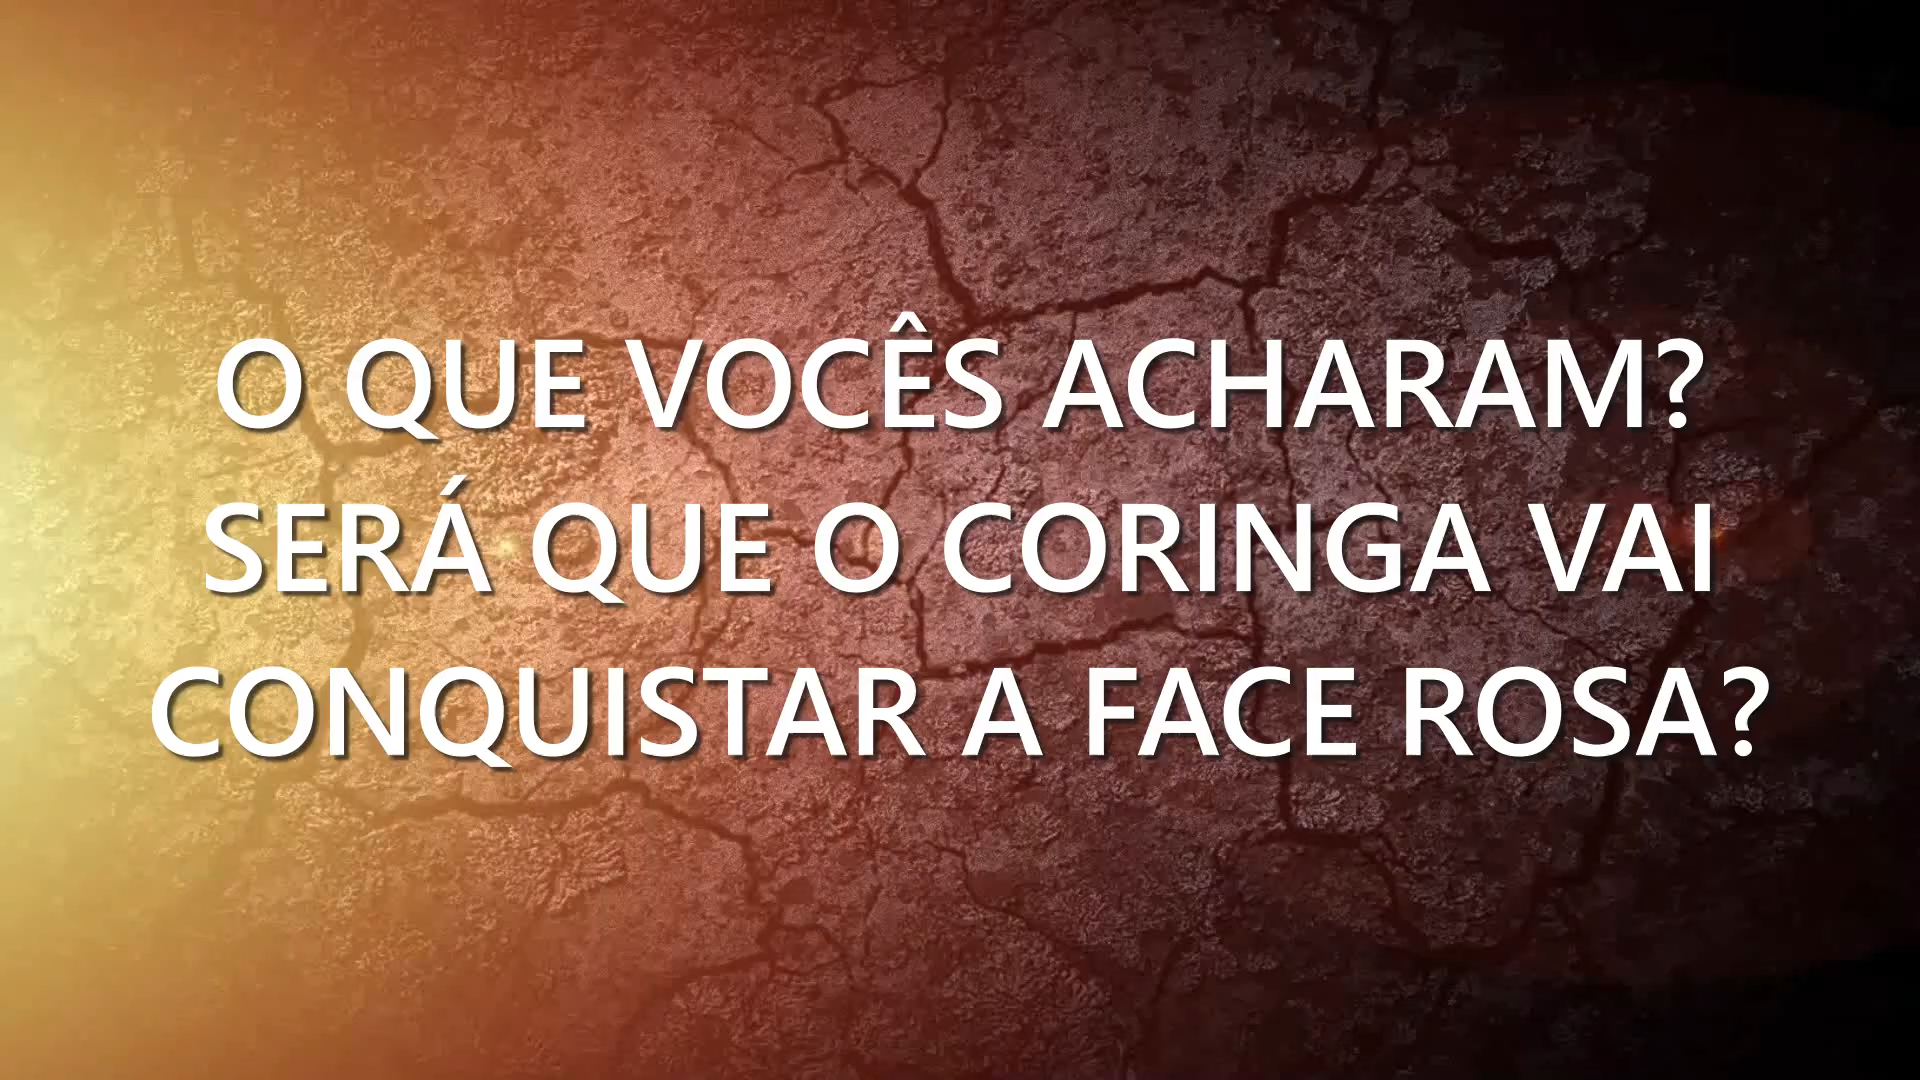 O QUE VOCÊS ACHARAM?
SERÁ QUE O CORINGA VAI
CONQUISTAR A FACE ROSA?